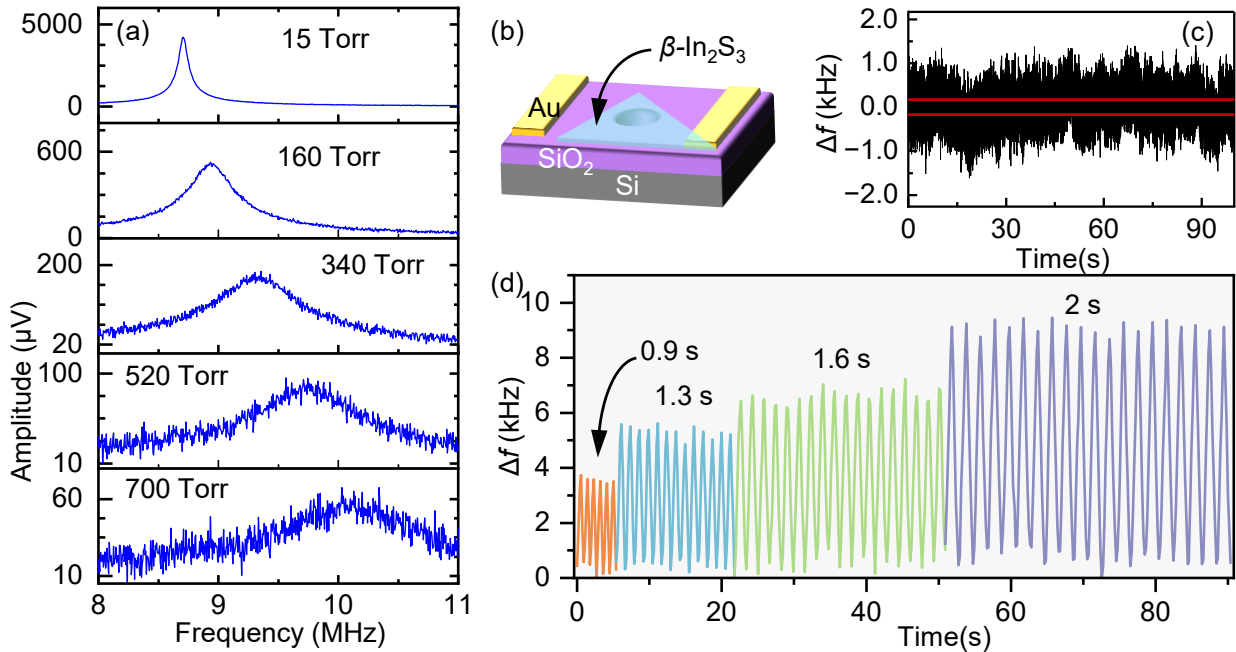 (a)
5000
15 Torr
0
600
160 Torr
0
200
340 Torr
20
100
520 Torr
10
60
700 Torr
10
8 9 10 11
Frequency (MHz)
Amplitude (μV)
(b)
β-In₂S₃
Au
SiO₂
Si
(c)
2.0
1.0
0.0
−1.0
−2.0
Δf (kHz)
0 30 60 90
Time(s)
(d)
10
8
6
4
2
0
Δf (kHz)
0.9 s
1.3 s
1.6 s
2 s
0 20 40 60 80
Time(s)